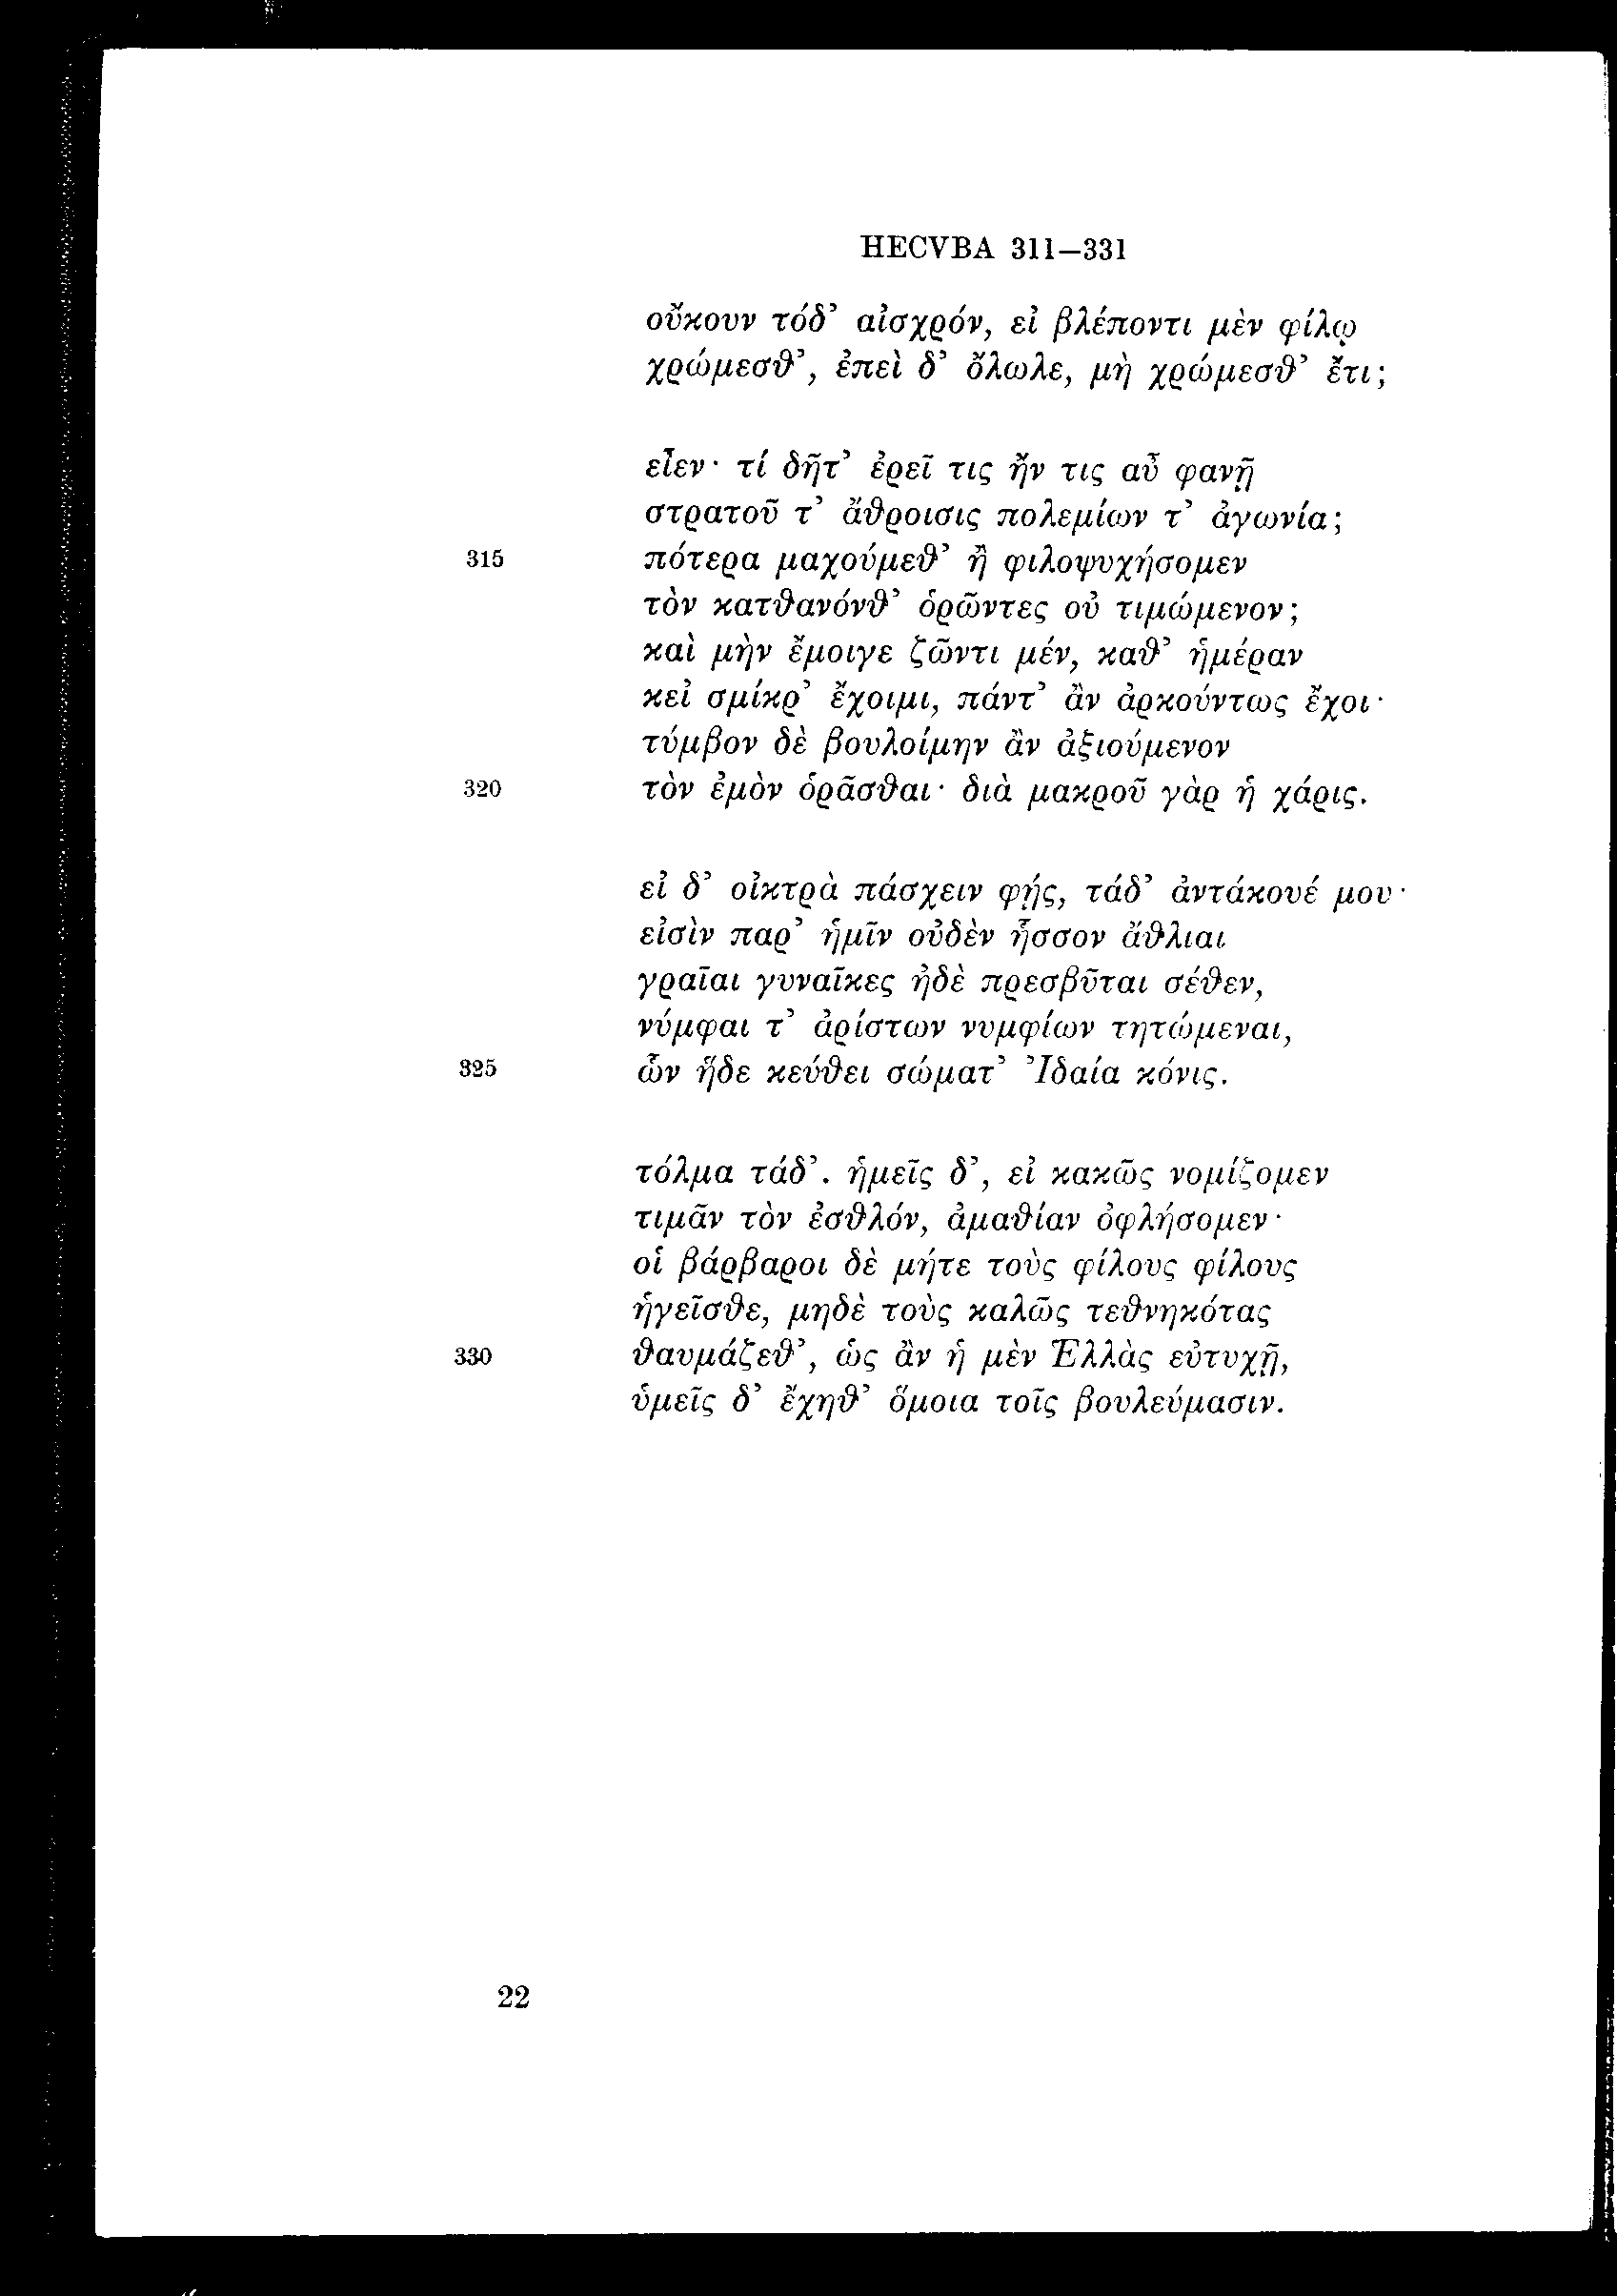 HECVBA 311–331
οὔκουν τόδ’ αἰσχρόν, εἰ βλέποντι μὲν φίλῳ
χρώμεσθ’, ἐπεὶ δ’ ὄλωλε, μὴ χρώμεσθ’ ἔτι;
εἶεν· τί δῆτ’ ἐρεῖ τις ἤν τις αὖ φανῇ
στρατοῦ τ’ ἄθροισις πολεμίων τ’ ἀγωνία;
315 πότερα μαχούμεθ’ ἢ φιλοψυχήσομεν
τὸν κατθανόνθ’ ὁρῶντες οὐ τιμώμενον;
καὶ μὴν ἔμοιγε ζῶντι μέν, καθ’ ἡμέραν
κεἰ σμίκρ’ ἔχοιμι, πάντ’ ἂν ἀρκούντως ἔχοι·
τύμβον δὲ βουλοίμην ἂν ἀξιούμενον
320 τὸν ἐμὸν ὁρᾶσθαι· διὰ μακροῦ γὰρ ἡ χάρις.
εἰ δ’ οἰκτρὰ πάσχειν φῄς, τάδ’ ἀντάκουέ μου·
εἰσὶν παρ’ ἡμῖν οὐδὲν ἧσσον ἄθλιαι
γραῖαι γυναῖκες ἠδὲ πρεσβῦται σέθεν,
νύμφαι τ’ ἀρίστων νυμφίων τητώμεναι,
325 ὧν ἥδε κεύθει σώματ’ Ἰδαία κόνις.
τόλμα τάδ’. ἡμεῖς δ’, εἰ κακῶς νομίζομεν
τιμᾶν τὸν ἐσθλόν, ἀμαθίαν ὀφλήσομεν·
οἱ βάρβαροι δὲ μήτε τοὺς φίλους φίλους
ἡγεῖσθε, μηδὲ τοὺς καλῶς τεθνηκότας
330 θαυμάζεθ’, ὡς ἂν ἡ μὲν Ἑλλὰς εὐτυχῇ,
ὑμεῖς δ’ ἔχηθ’ ὅμοια τοῖς βουλεύμασιν.
22